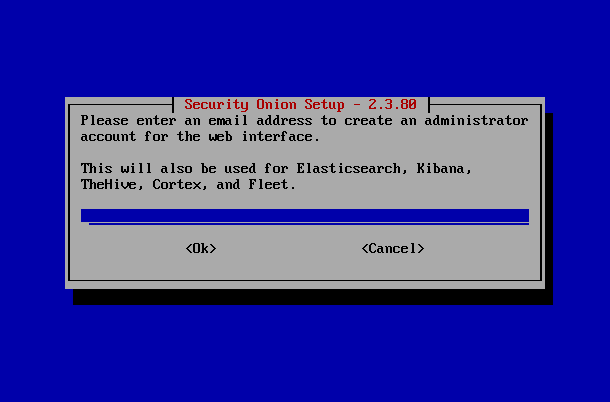 Security Onion Setup - 2.3.80
Please enter an email address to create an administrator
account for the web interface.
This will also be used for Elasticsearch, Kibana,
TheHive, Cortex, and Fleet.
<Ok> <Cancel>